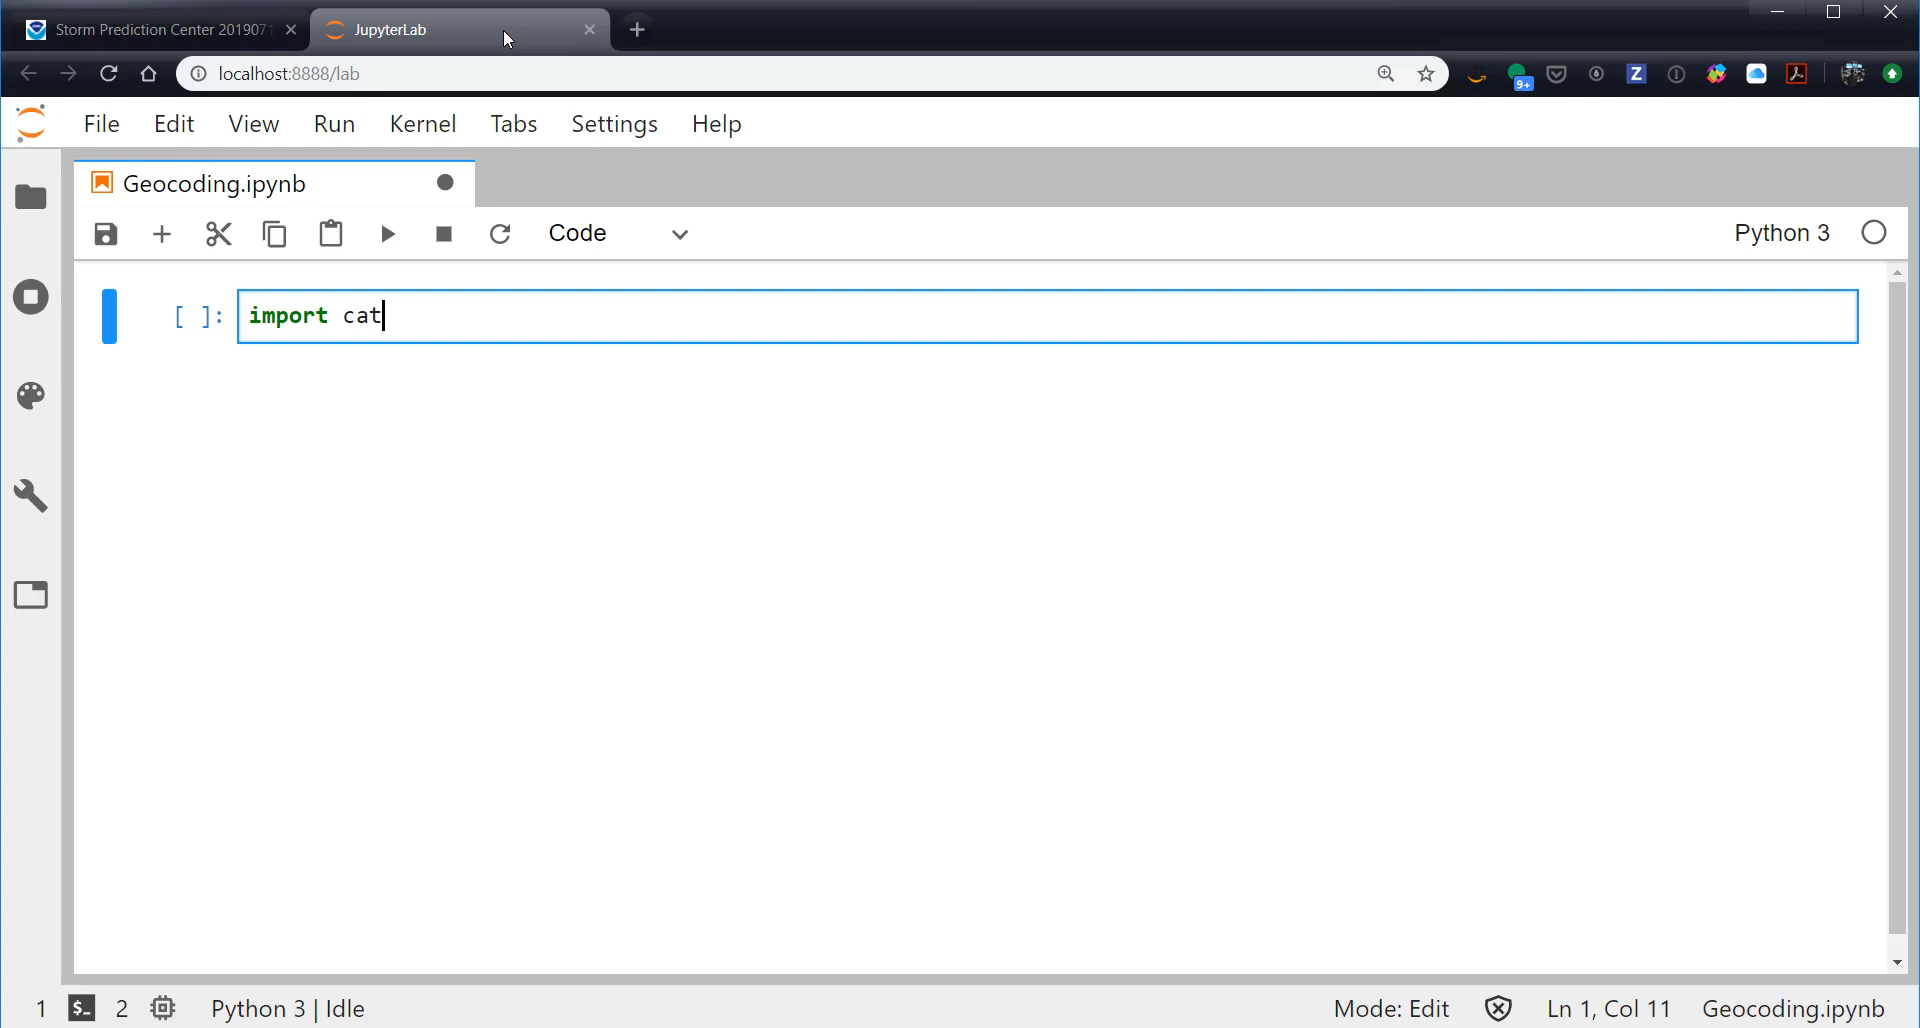 Storm Prediction Center 201907
JupyterLab
localhost:8888/lab
9+
Z
File Edit View Run Kernel Tabs Settings Help
Geocoding.ipynb
Code
Python 3
[ ]: import cat
1 $_ 2 Python 3 | Idle Mode: Edit Ln 1, Col 11 Geocoding.ipynb